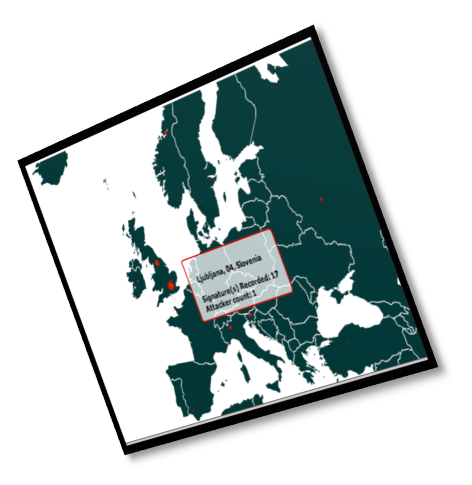 Ljubljana, 04, Slovenia
Signature(s) Recorded: 17
Attacker count: 1